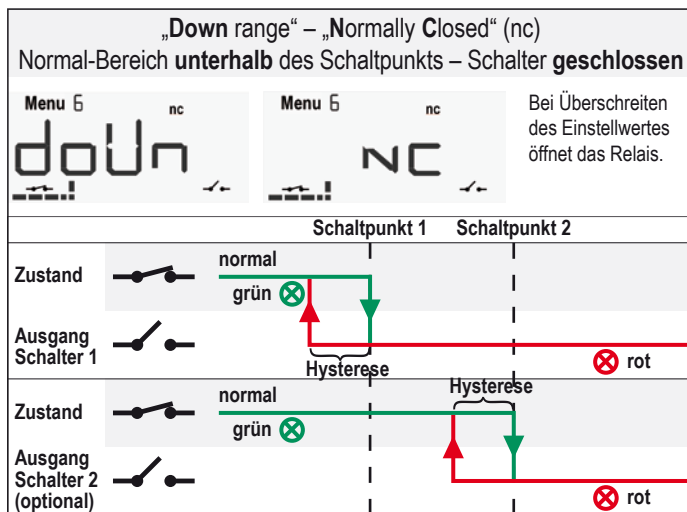 „Down range“ – „Normally Closed“ (nc)
Normal-Bereich unterhalb des Schaltpunkts – Schalter geschlossen
Menu 6 nc
doUn
Menu 6 nc
NC
Bei Überschreiten
des Einstellwertes
öffnet das Relais.
Schaltpunkt 1 Schaltpunkt 2
Zustand normal
grün
Ausgang
Schalter 1
Hysterese
rot
Zustand normal
Hysterese
grün
Ausgang
Schalter 2
(optional)
rot